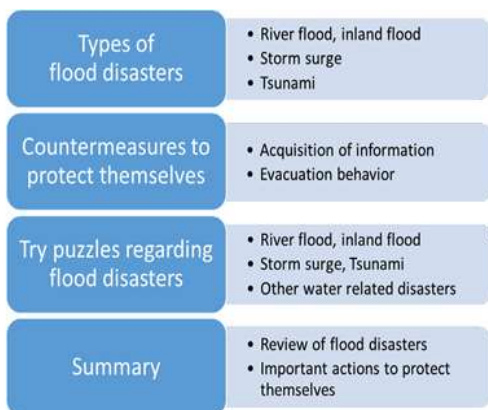 Types of
flood disasters
• River flood, inland flood
• Storm surge
• Tsunami
Countermeasures to
protect themselves
• Acquisition of information
• Evacuation behavior
Try puzzles regarding
flood disasters
• River flood, inland flood
• Storm surge, Tsunami
• Other water related disasters
Summary
• Review of flood disasters
• Important actions to protect
themselves